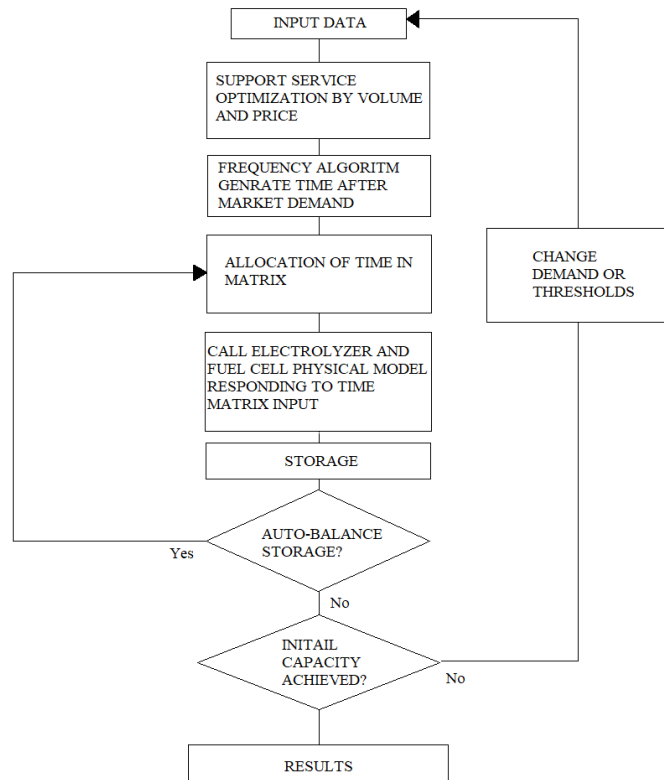 INPUT DATA
SUPPORT SERVICE
OPTIMIZATION BY VOLUME
AND PRICE
FREQUENCY ALGORITM
GENRATE TIME AFTER
MARKET DEMAND
ALLOCATION OF TIME IN
MATRIX
CHANGE
DEMAND OR
THRESHOLDS
CALL ELECTROLYZER AND
FUEL CELL PHYSICAL MODEL
RESPONDING TO TIME
MATRIX INPUT
STORAGE
AUTO-BALANCE
STORAGE?
Yes
No
INITAIL
CAPACITY
ACHIEVED?
No
RESULTS